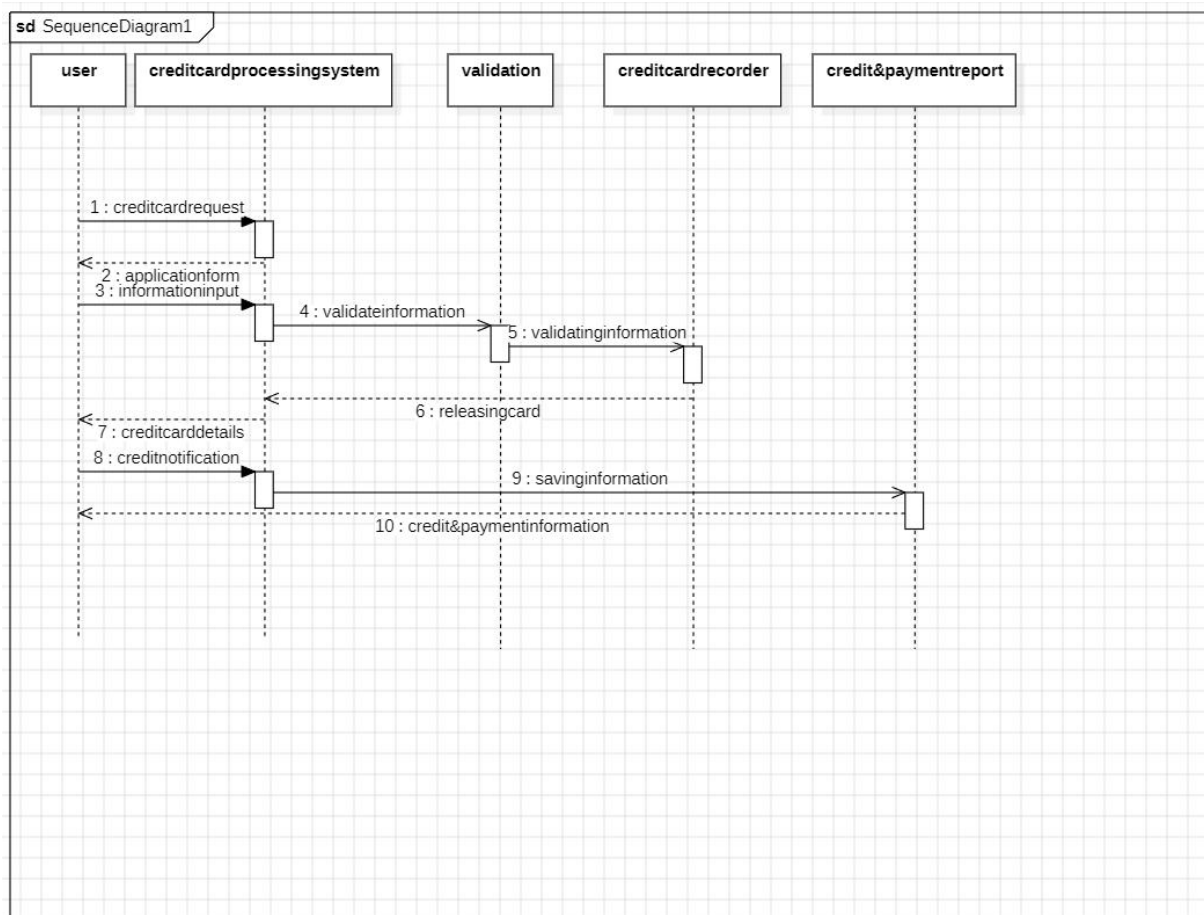 sd SequenceDiagram1
user
creditcardprocessingsystem
validation
creditcardrecorder
credit&paymentreport
1 : creditcardrequest
2 : applicationform
3 : informationinput
4 : validateinformation
5 : validatinginformation
6 : releasingcard
7 : creditcarddetails
8 : creditnotification
9 : savinginformation
10 : credit&paymentinformation